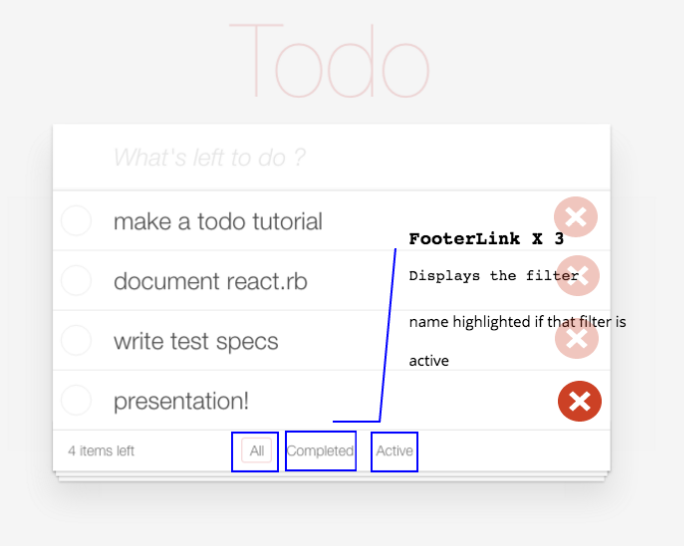 Todo
What's left to do ?
make a todo tutorial
FooterLink X 3
document react.rb
Displays the filter
name highlighted if that filter is
write test specs
active
presentation!
4 items left All Completed Active